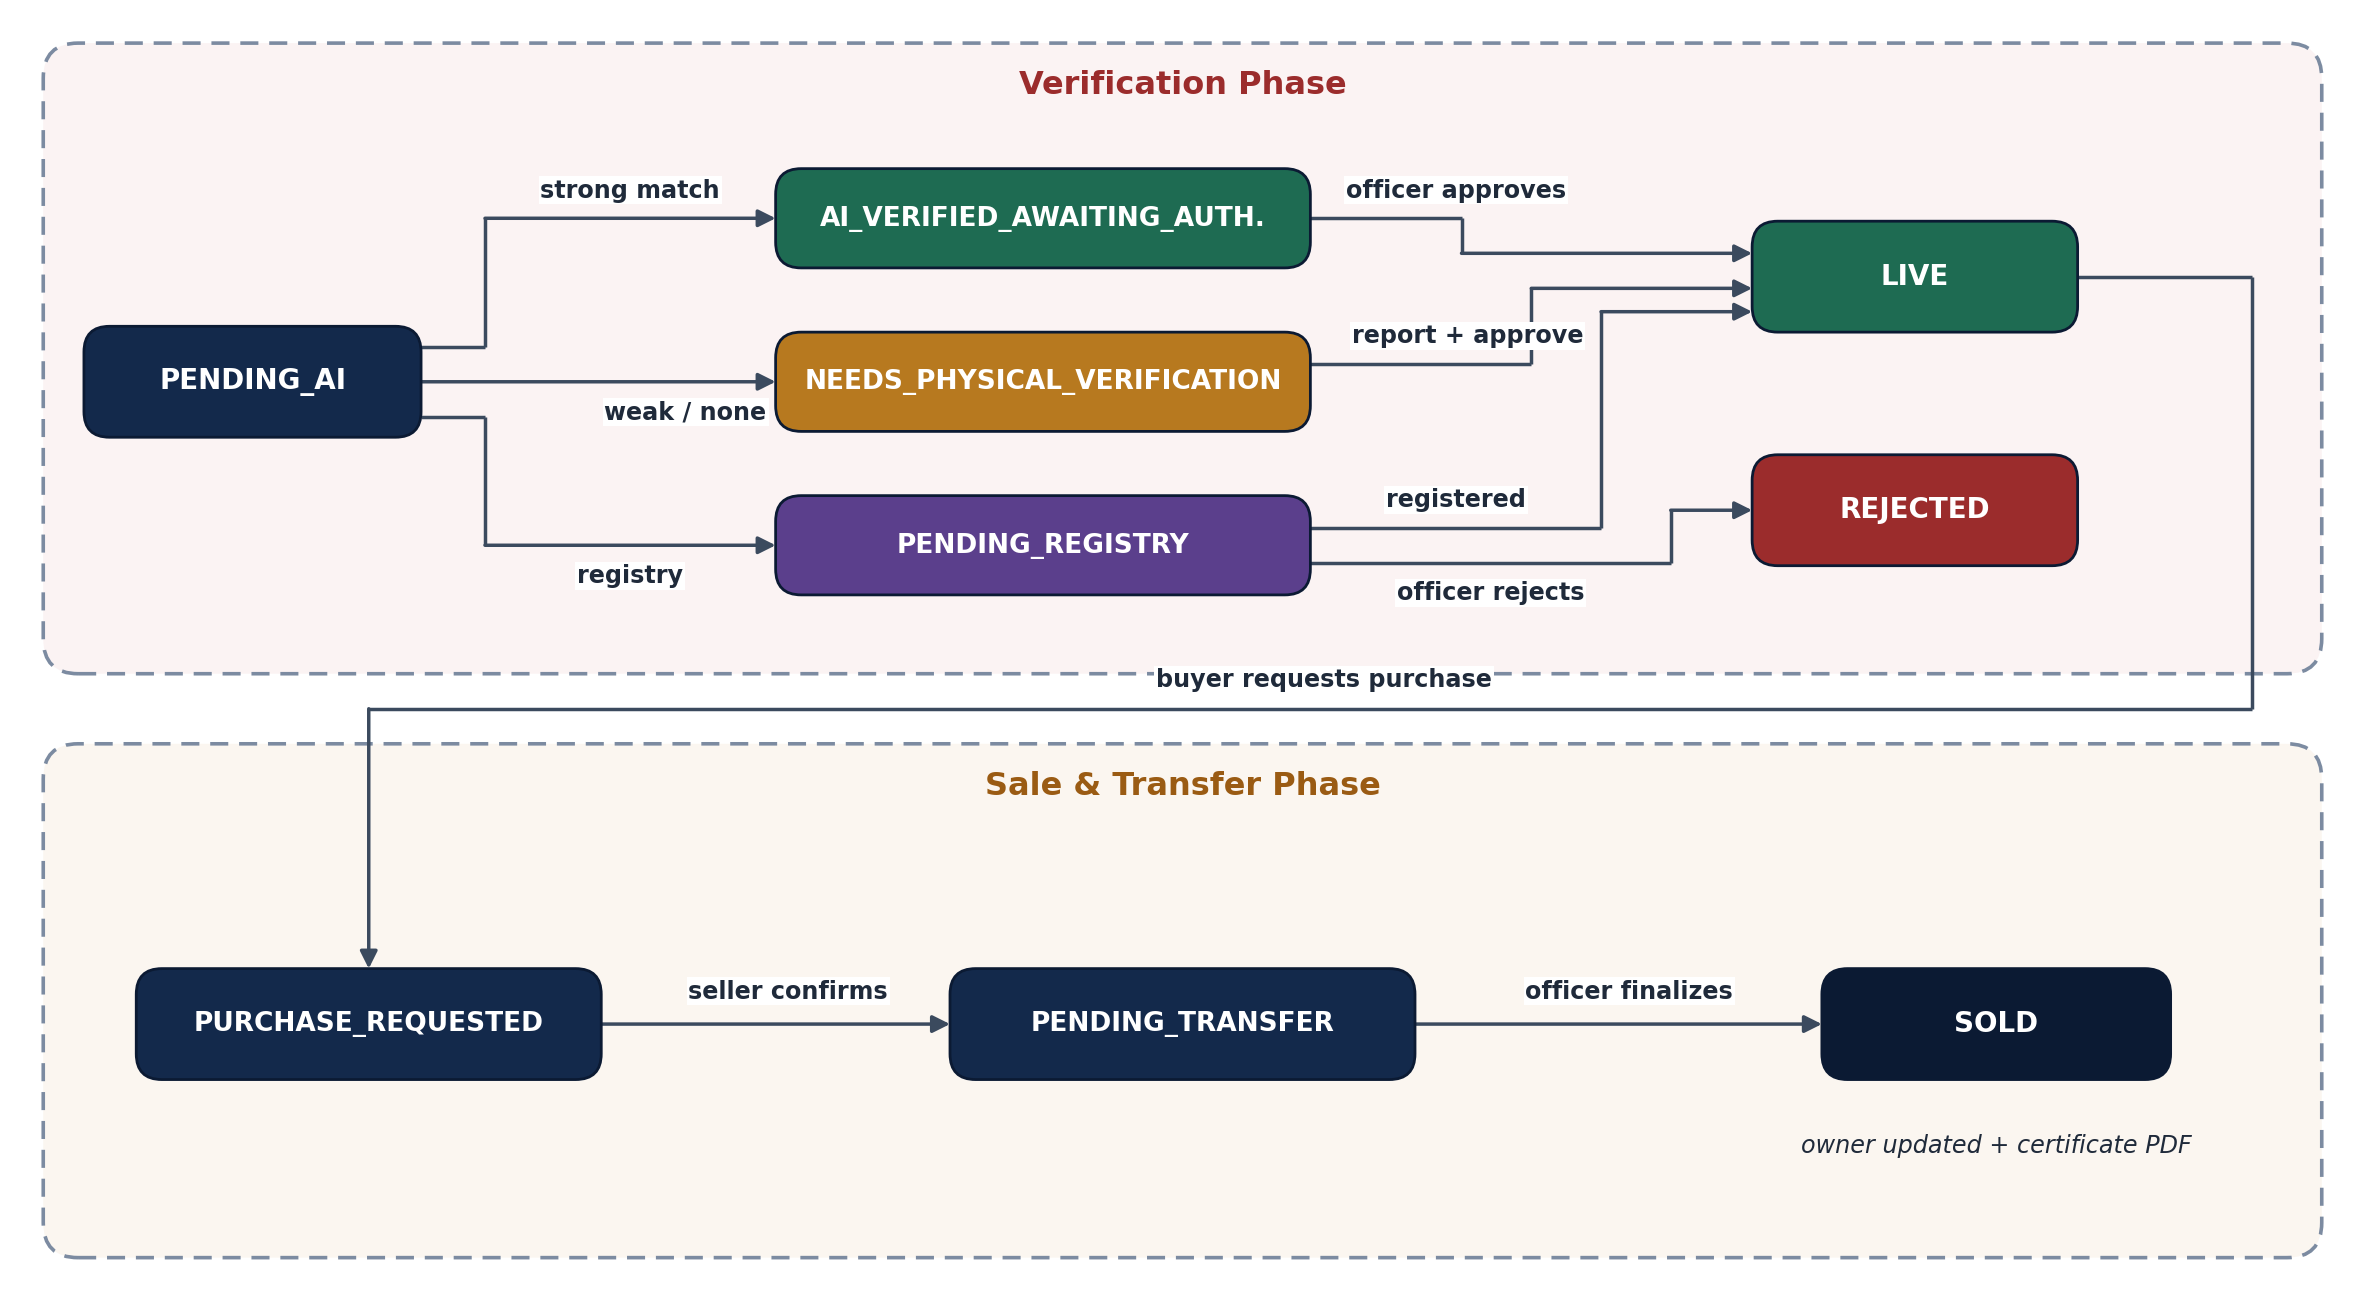 Verification Phase
strong match
AI_VERIFIED_AWAITING_AUTH.
officer approves
LIVE
PENDING_AI
weak / none
NEEDS_PHYSICAL_VERIFICATION
report + approve
registry
PENDING_REGISTRY
registered
officer rejects
REJECTED
buyer requests purchase
Sale & Transfer Phase
PURCHASE_REQUESTED
seller confirms
PENDING_TRANSFER
officer finalizes
SOLD
owner updated + certificate PDF